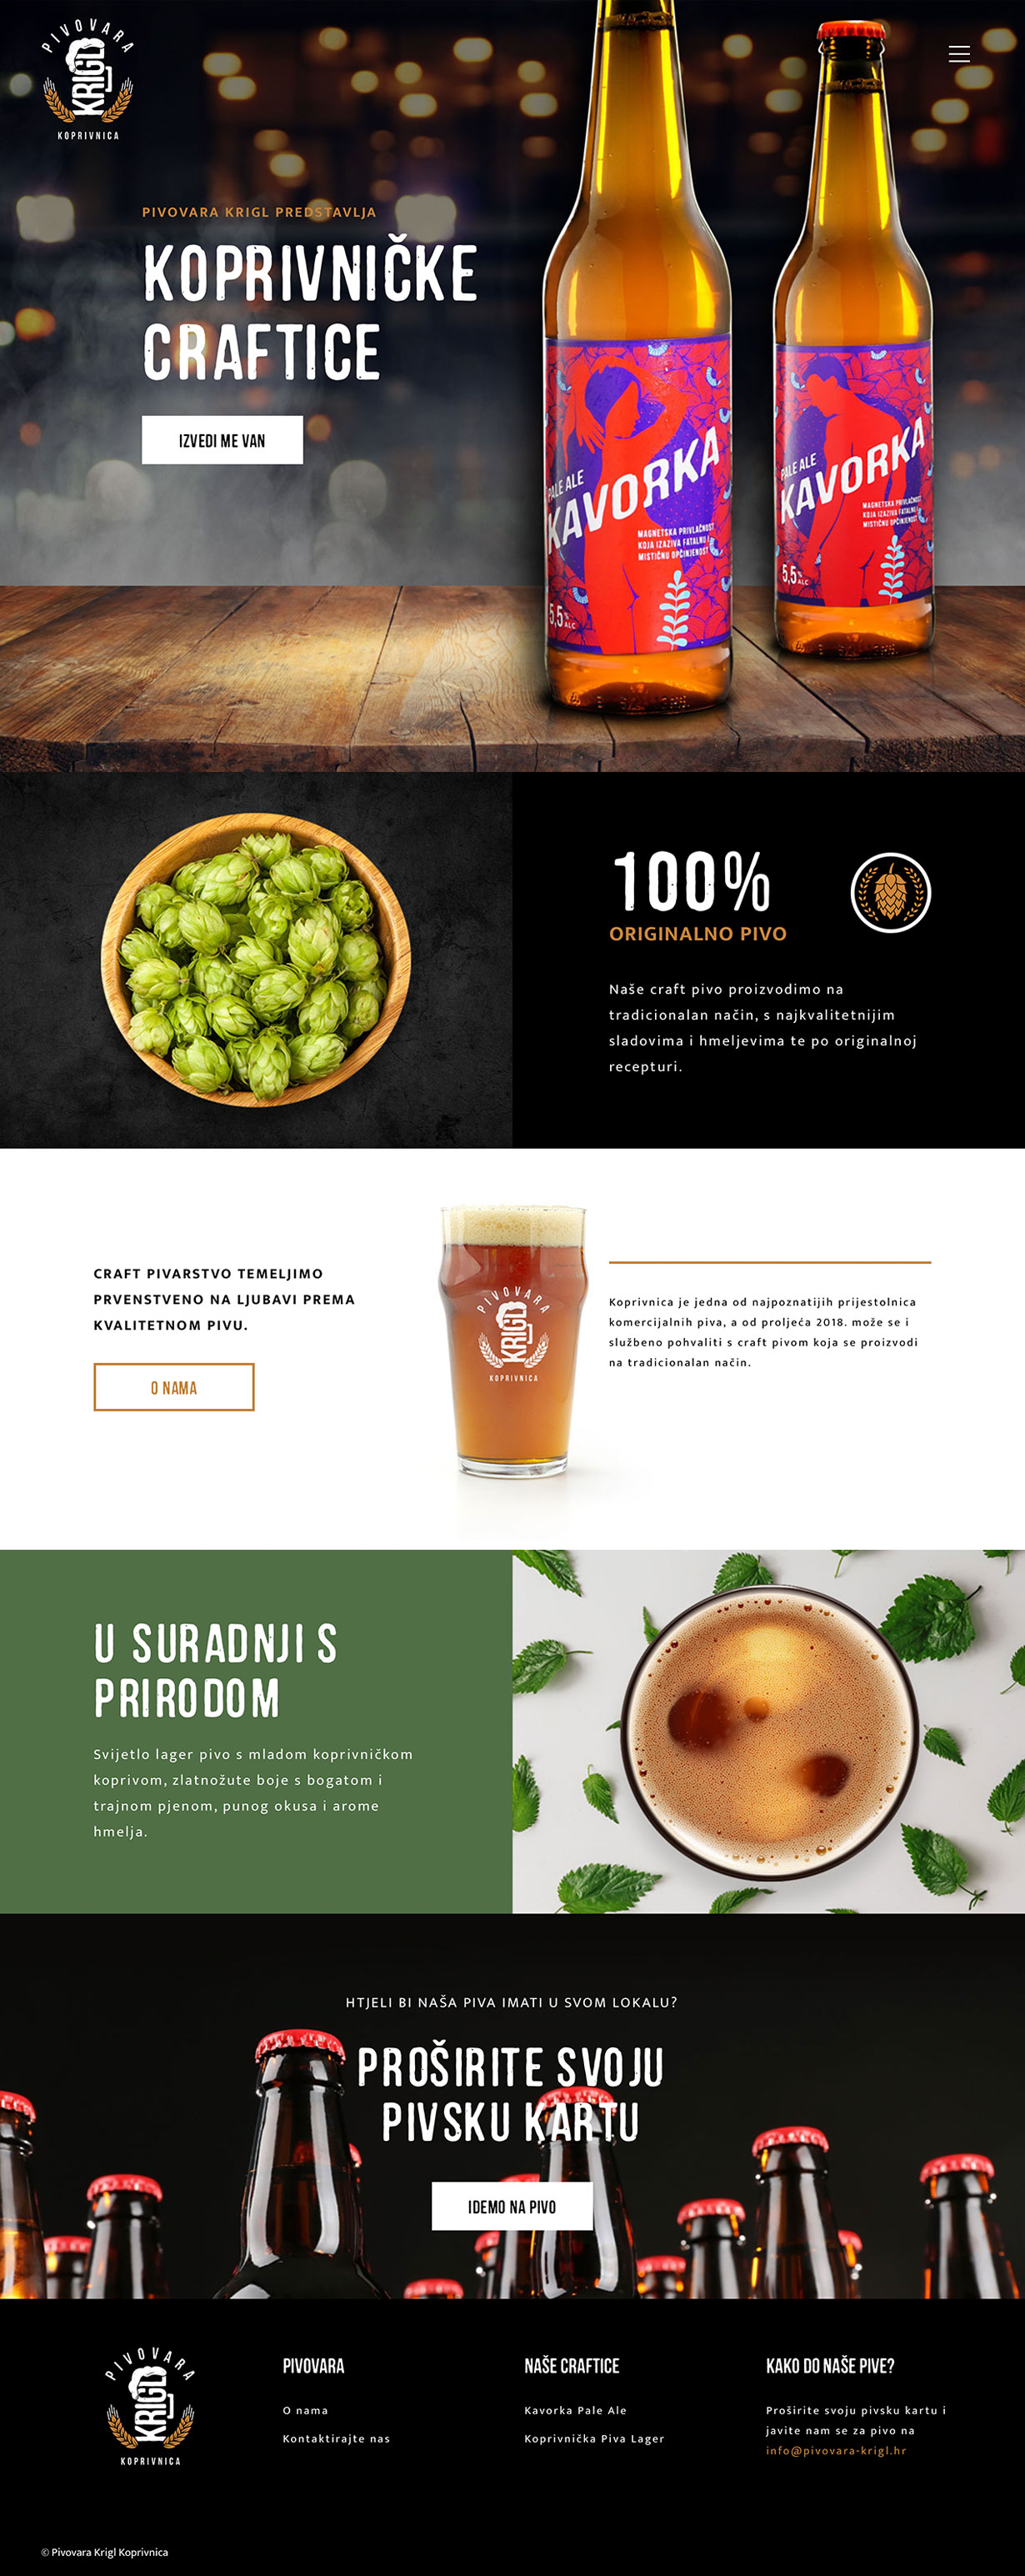 PIVOVARA
KRIGL
KOPRIVNICA
PIVOVARA KRIGL PREDSTAVLJA
KOPRIVNIČKE
CRAFTICE
IZVEDI ME VAN
PALE ALE
KAVORKA
MAGNETSKA PRIVLAČNOST
KOJA IZAZIVA FATALNU I
MISTIČNU OPČINJENOST
5,5% ALC
PALE ALE
KAVORKA
MAGNETSKA PRIVLAČNOST
KOJA IZAZIVA FATALNU I
MISTIČNU OPČINJENOST
5,5% ALC
100%
ORIGINALNO PIVO
Naše craft pivo proizvodimo na
tradicionalan način, s najkvalitetnijim
sladovima i hmeljevima te po originalnoj
recepturi.
CRAFT PIVARSTVO TEMELJIMO
PRVENSTVENO NA LJUBAVI PREMA
KVALITETNOM PIVU.
O NAMA
PIVOVARA
KRIGL
KOPRIVNICA
Koprivnica je jedna od najpoznatijih prijestolnica
komercijalnih piva, a od proljeća 2018. može se i
službeno pohvaliti s craft pivom koja se proizvodi
na tradicionalan način.
U SURADNJI S
PRIRODOM
Svijetlo lager pivo s mladom koprivničkom
koprivom, zlatnožute boje s bogatom i
trajnom pjenom, punog okusa i arome
hmelja.
HTJELI BI NAŠA PIVA IMATI U SVOM LOKALU?
PROŠIRITE SVOJU
PIVSKU KARTU
IDEMO NA PIVO
PIVOVARA
KRIGL
KOPRIVNICA
PIVOVARA
O nama
Kontaktirajte nas
NAŠE CRAFTICE
Kavorka Pale Ale
Koprivnička Piva Lager
KAKO DO NAŠE PIVE?
Proširite svoju pivsku kartu i
javite nam se za pivo na
info@pivovara-krigl.hr
© Pivovara Krigl Koprivnica